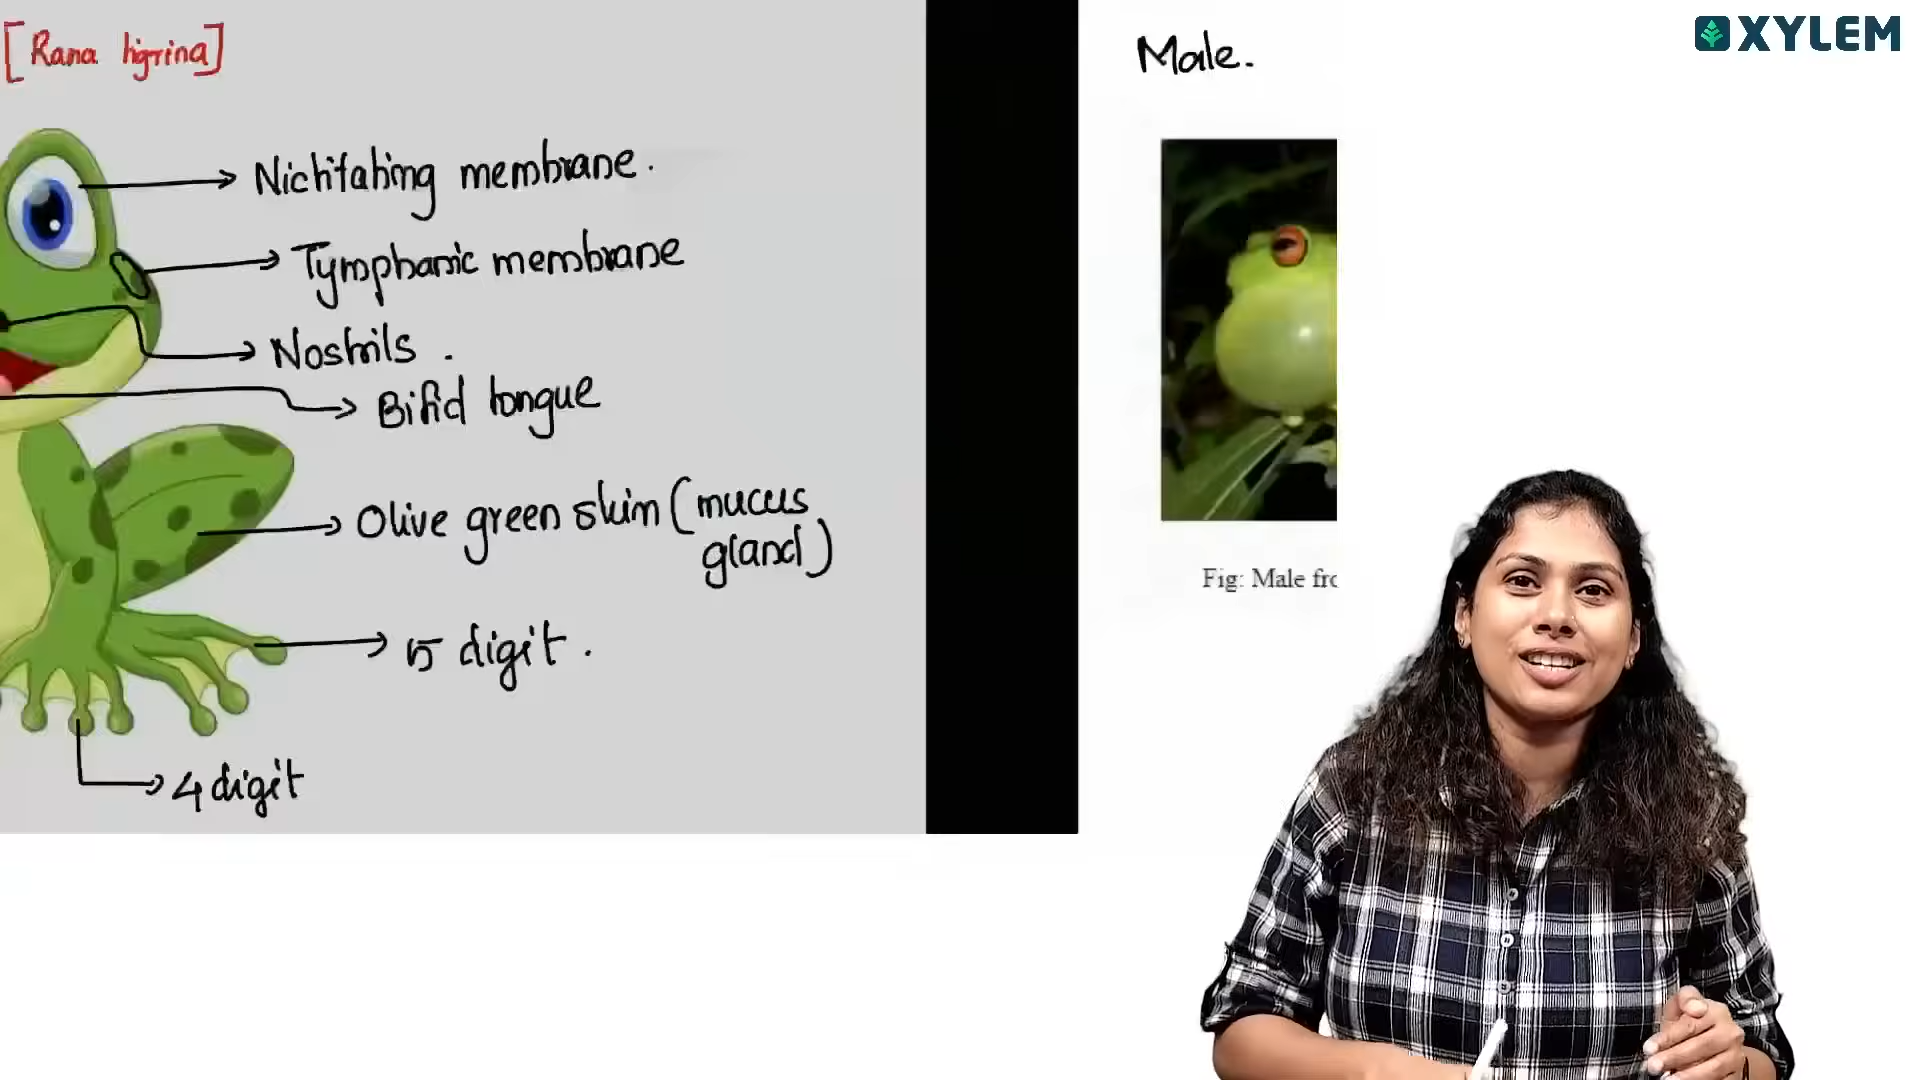 [Rana tigrina]
Nictitating membrane.
Tymphanic membrane
Nostrils.
Bifid tongue
Olive green skin (mucus
gland)
5 digit.
4 digit
Male.
Fig: Male fro
XYLEM